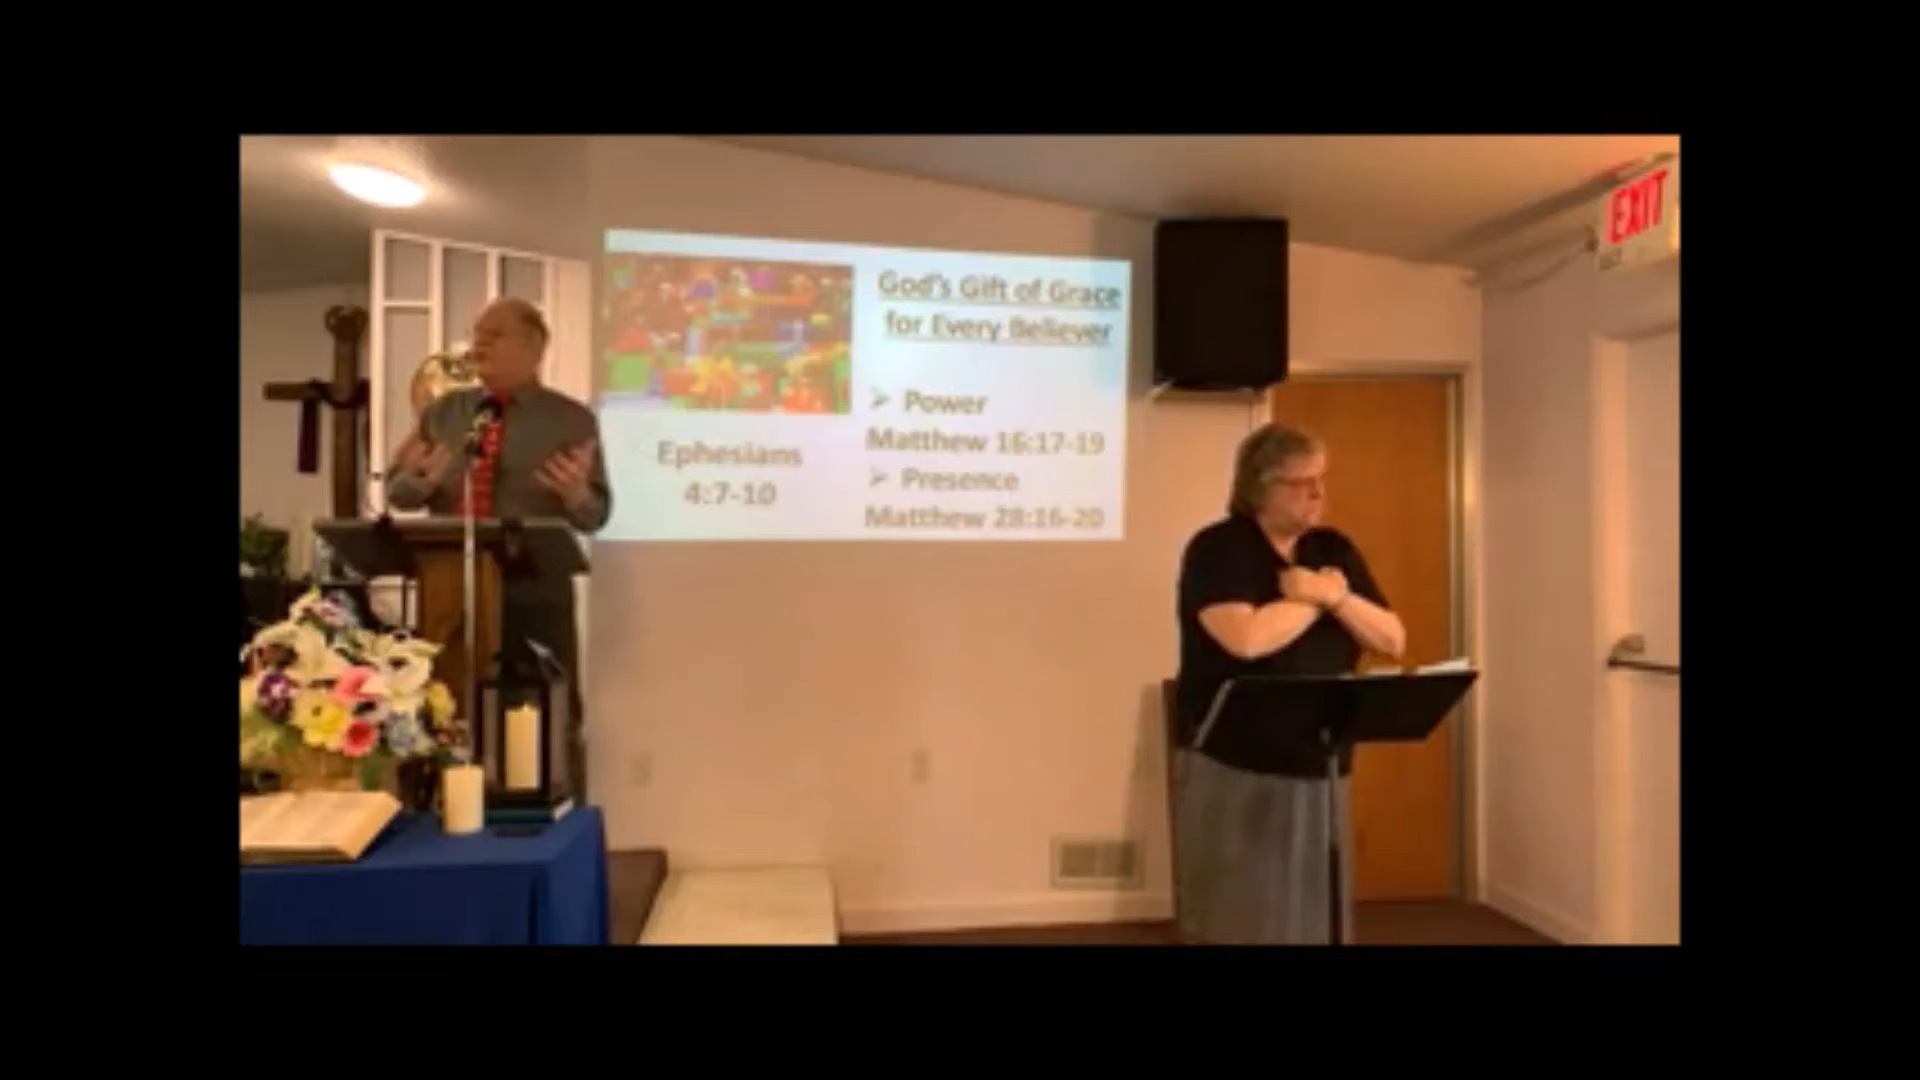 God's Gift of Grace
for Every Believer
➢ Power
Matthew 16:17-19
➢ Presence
Matthew 28:16-20
Ephesians
4:7-10
EXIT